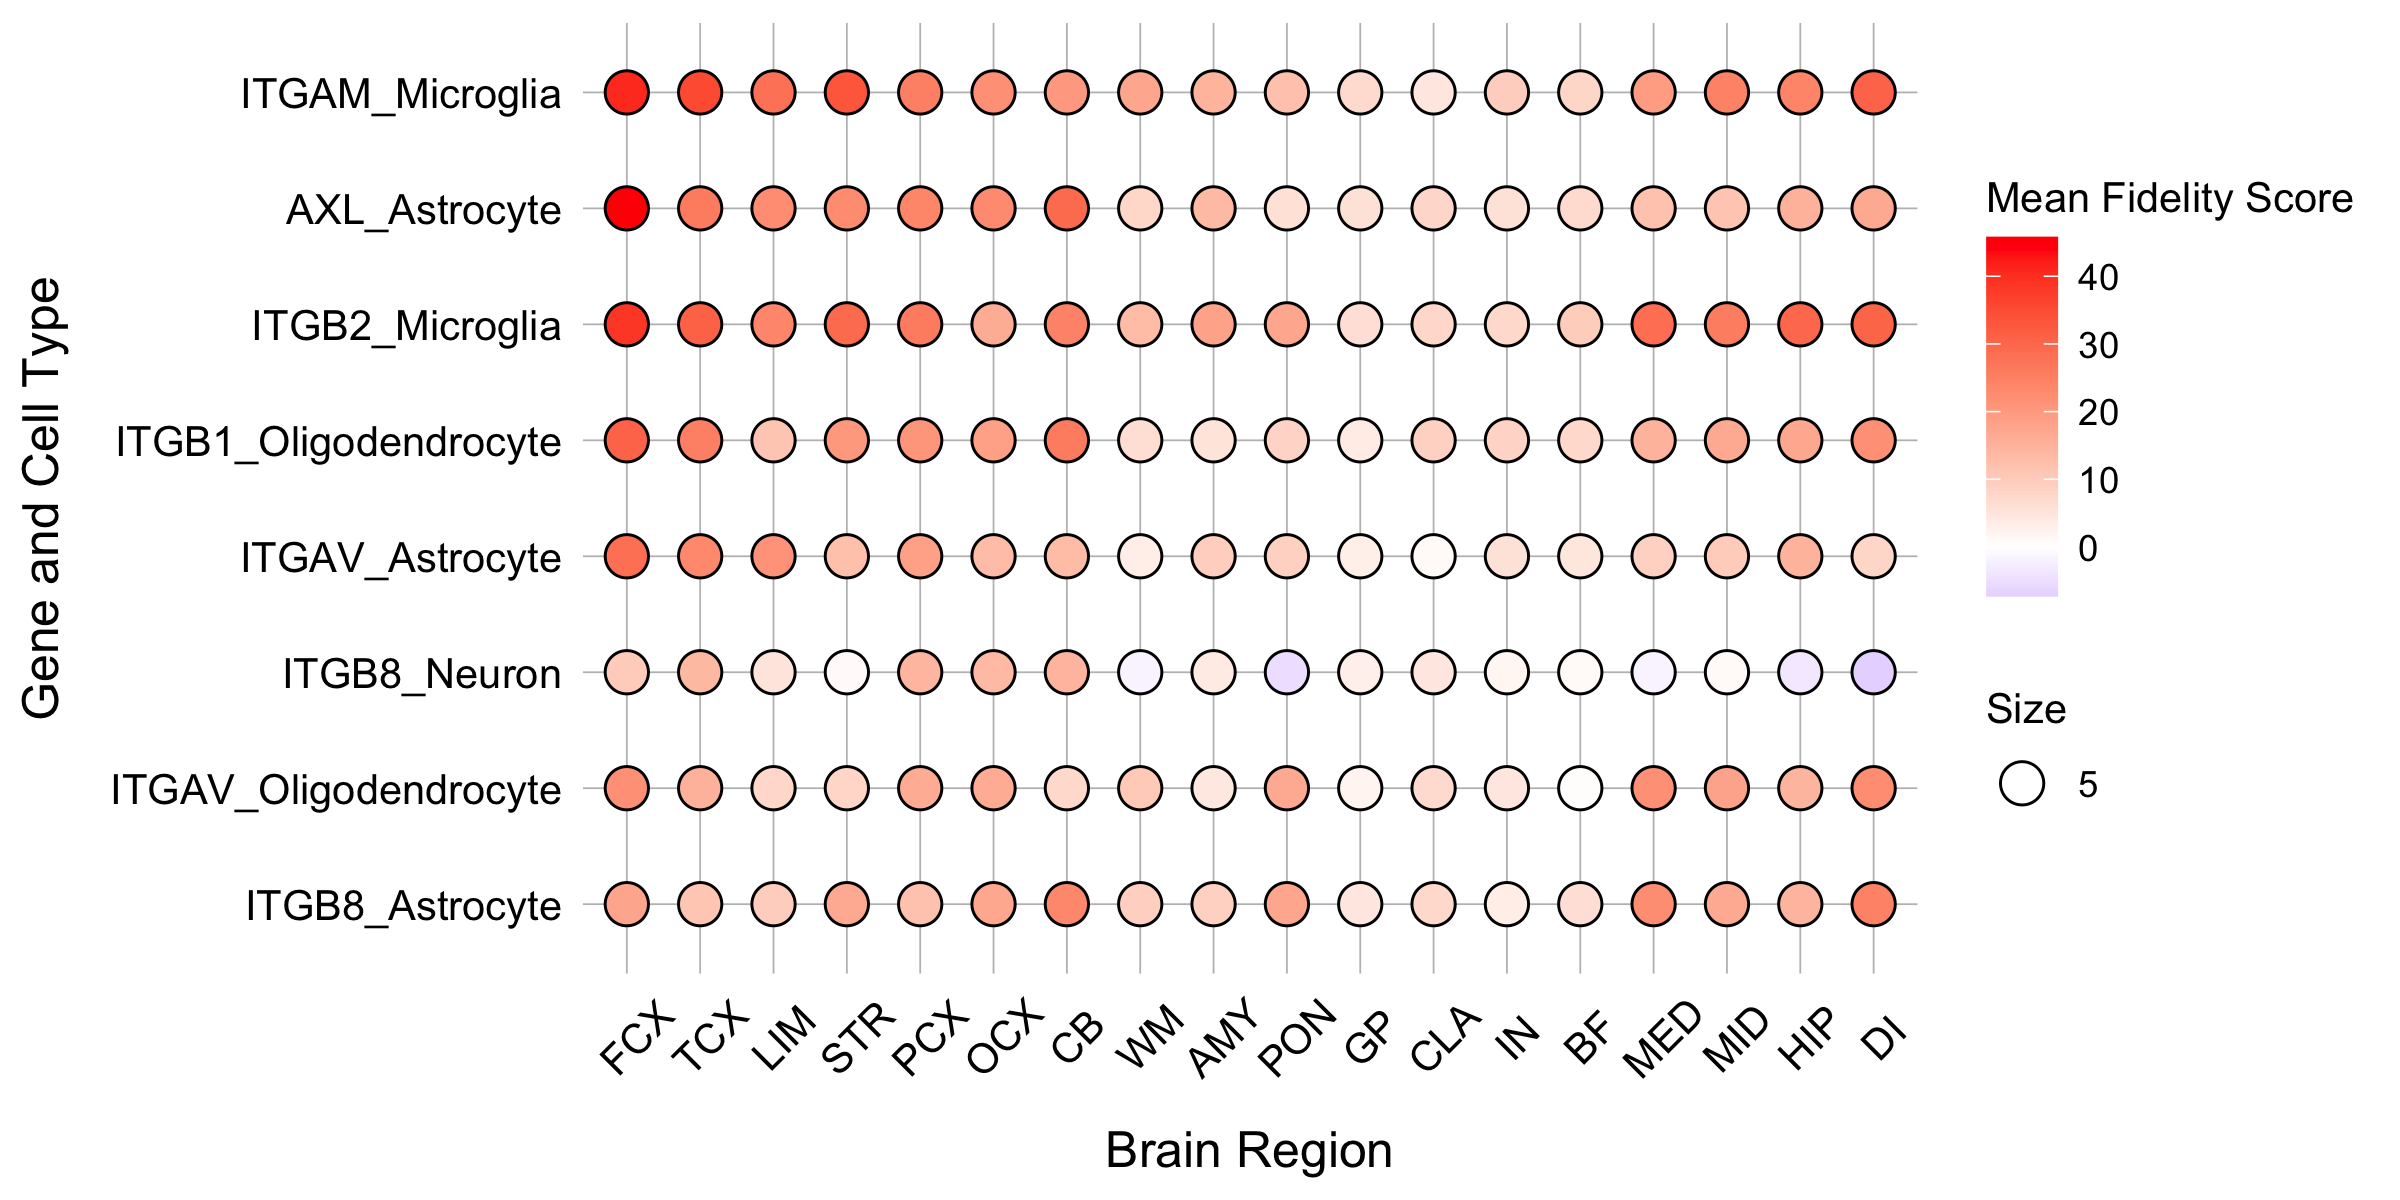 Gene and Cell Type
ITGAM_Microglia
AXL_Astrocyte
ITGB2_Microglia
ITGB1_Oligodendrocyte
ITGAV_Astrocyte
ITGB8_Neuron
ITGAV_Oligodendrocyte
ITGB8_Astrocyte
FCX
TCX
LIM
STR
PCX
OCX
CB
WM
AMY
PON
GP
CLA
IN
BF
MED
MID
HIP
DI
Brain Region
Mean Fidelity Score
40
30
20
10
0
Size
5